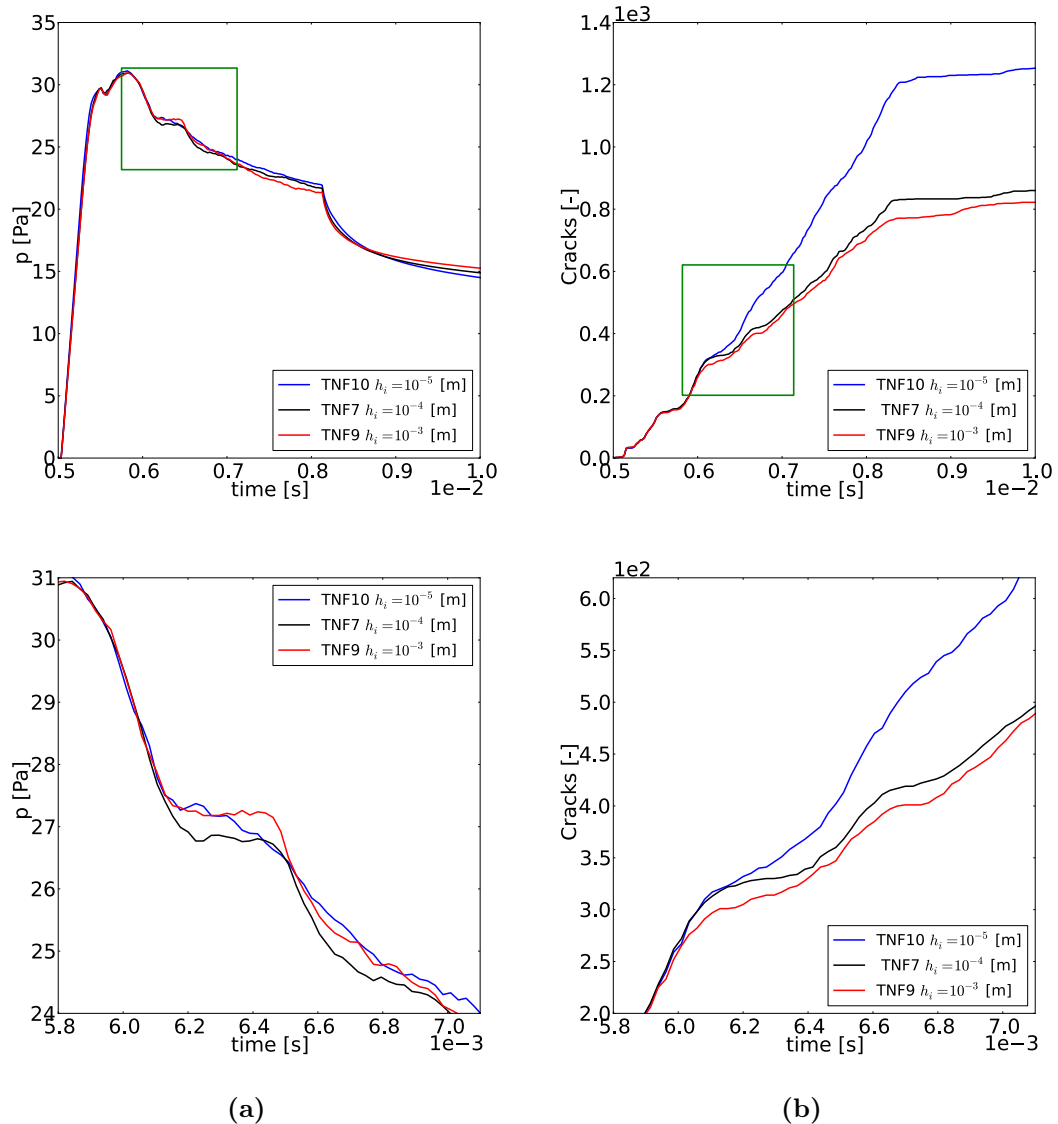 35
30
25
20
15
10
5
0
p [Pa]
0.5 0.6 0.7 0.8 0.9 1.0
time [s]
1e−2
TNF10 h_i=10^-5 [m]
TNF7 h_i=10^-4 [m]
TNF9 h_i=10^-3 [m]
1e3
1.4
1.2
1.0
0.8
0.6
0.4
0.2
0.0
Cracks [-]
0.5 0.6 0.7 0.8 0.9 1.0
time [s]
1e−2
TNF10 h_i=10^-5 [m]
TNF7 h_i=10^-4 [m]
TNF9 h_i=10^-3 [m]
31
30
29
28
27
26
25
24
p [Pa]
5.8 6.0 6.2 6.4 6.6 6.8 7.0
time [s]
1e−3
TNF10 h_i=10^-5 [m]
TNF7 h_i=10^-4 [m]
TNF9 h_i=10^-3 [m]
(a)
1e2
6.0
5.5
5.0
4.5
4.0
3.5
3.0
2.5
2.0
Cracks [-]
5.8 6.0 6.2 6.4 6.6 6.8 7.0
time [s]
1e−3
TNF10 h_i=10^-5 [m]
TNF7 h_i=10^-4 [m]
TNF9 h_i=10^-3 [m]
(b)